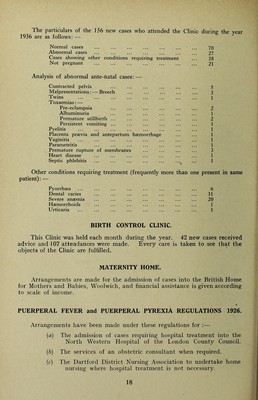 The particulars of the 156 new cases who attended the Clinic during the year
1936 are as follows: —
Normal cases ... ... ... ... ... ... 70
Abnormal cases ... ... ... ... ... ... 27
Cases showing other conditions requiring treatment ... 38
Not pregnant ... ... ... ... ... ... 21
Analysis of abnormal ante-natal cases: —
Contracted pelvis ... ... ... ... ... 5
Malpresentations: — Breech ... ... ... ... 3
Twins ... ... ... ... ... ... 1
Toxaemias: —
Pre-eclampsia ... ... ... ... ... 2
Albuminuria ... ... ... ... ... 1
Premature stillbirth ... ... ... ... 2
Persistent vomiting ... ... ... ... 1
Pyelitis ... ... ... ... ... ... 1
Placenta praevia and antepartum haemorrhage ... ... 1
Vaginitis ... ... ... ... ... ... 1
Parametritis ... ... ... ... ... ... 1
Premature rupture of membranes ... ... ... 3
Heart disease ... ... ... ... ... 1
Septic phlebitis ... ... ... ... ... 1
Other conditions requiring treatment (frequently more than one present in same
patient): —
Pyorrhœa ... ... ... ... ... ... 6
Dental caries ... ... ... ... ... ... 31
Severe anæmia ... ... ... ... ... 20
Hæmorrhoids ... ... ... ... ... 1
Urticaria ... ... ... ... ... ... 1
BIRTH CONTROL CLINIC.
This Clinic was held each month during the year. 42 new cases received
advice and 107 attendances were made. Every care is taken to see that the
objects of the Clinic are fulfilled.
MATERNITY HOME.
Arrangements are made for the admission of cases into the British Home
for Mothers and Babies, Woolwich, and financial assistance is given according
to scale of income.
PUERPERAL FEVER and PUERPERAL PYREXIA REGULATIONS 1926.
Arrangements have been made under these regulations for :—
(a) The admission of cases requiring hospital treatment into the
North Western Hospital of the London County Council.
(b) The services of an obstetric consultant when required.
(c) The Dartford District Nursing Association to undertake home
nursing where hospital treatment is not necessary.
18